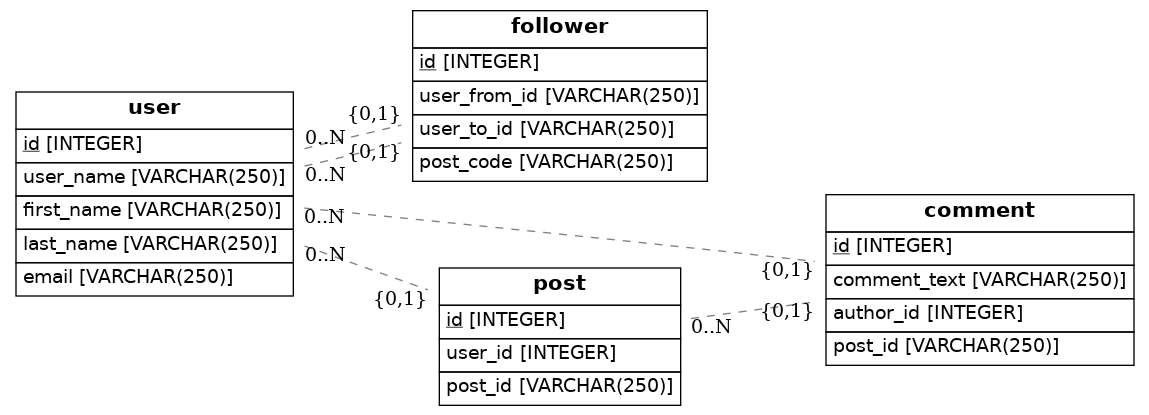 follower
id [INTEGER]
user_from_id [VARCHAR(250)]
user_to_id [VARCHAR(250)]
post_code [VARCHAR(250)]
user
id [INTEGER]
user_name [VARCHAR(250)]
first_name [VARCHAR(250)]
last_name [VARCHAR(250)]
email [VARCHAR(250)]
{0,1}
0..N
{0,1}
0..N
0..N
{0,1}
0..N
{0,1}
comment
id [INTEGER]
comment_text [VARCHAR(250)]
author_id [INTEGER]
post_id [VARCHAR(250)]
post
id [INTEGER]
user_id [INTEGER]
post_id [VARCHAR(250)]
0..N
{0,1}